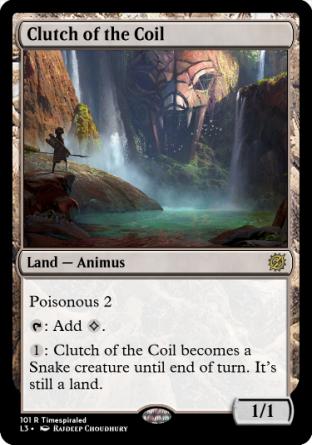 Clutch of the Coil
Land — Animus
Poisonous 2
: Add .
1: Clutch of the Coil becomes a
Snake creature until end of turn. It's
still a land.
101 R Timespiraled
L3 • Rajdeep Choudhury
1/1